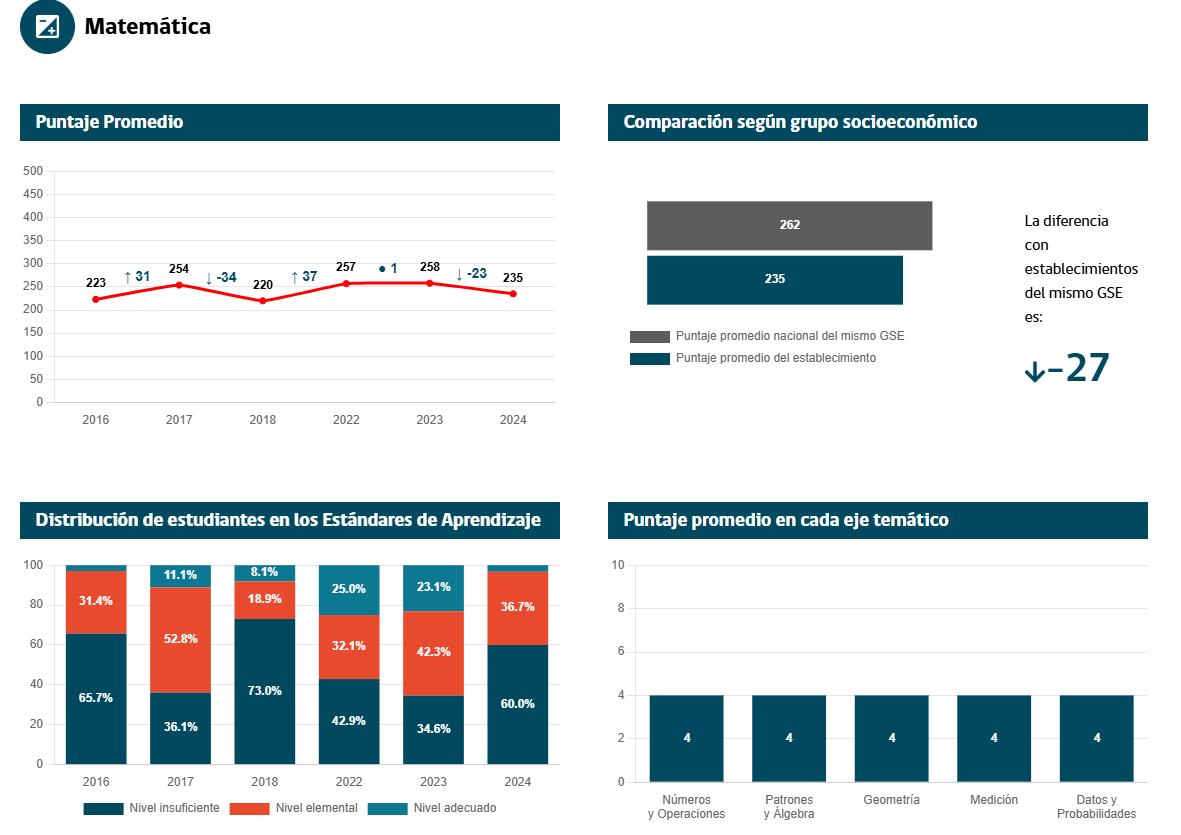 Matemática
Puntaje Promedio
500
450
400
350
300
250
200
150
100
50
0
223
↑ 31
254
↓ -34
220
↑ 37
257
• 1
258
↓ -23
235
2016 2017 2018 2022 2023 2024
Comparación según grupo socioeconómico
262
235
Puntaje promedio nacional del mismo GSE
Puntaje promedio del establecimiento
La diferencia
con
establecimientos
del mismo GSE
es:
↓-27
Distribución de estudiantes en los Estándares de Aprendizaje
100
80
60
40
20
0
31.4%
65.7%
11.1%
52.8%
36.1%
8.1%
18.9%
73.0%
25.0%
32.1%
42.9%
23.1%
42.3%
34.6%
36.7%
60.0%
2016 2017 2018 2022 2023 2024
Nivel insuficiente Nivel elemental Nivel adecuado
Puntaje promedio en cada eje temático
10
8
6
4
2
0
4 4 4 4 4
Números
y Operaciones
Patrones
y Álgebra
Geometría
Medición
Datos y
Probabilidades